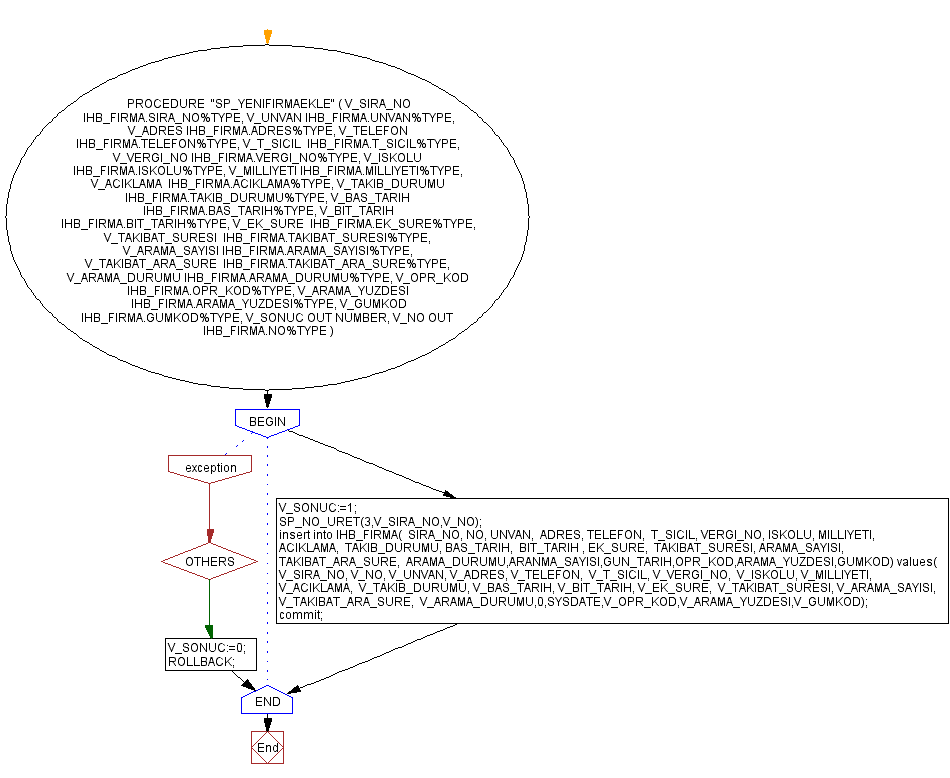 PROCEDURE "SP_YENIFIRMAEKLE" ( V_SIRA_NO
IHB_FIRMA.SIRA_NO%TYPE, V_UNVAN IHB_FIRMA.UNVAN%TYPE,
V_ADRES IHB_FIRMA.ADRES%TYPE, V_TELEFON
IHB_FIRMA.TELEFON%TYPE, V_T_SICIL IHB_FIRMA.T_SICIL%TYPE,
V_VERGI_NO IHB_FIRMA.VERGI_NO%TYPE, V_ISKOLU
IHB_FIRMA.ISKOLU%TYPE, V_MILLIYETI IHB_FIRMA.MILLIYETI%TYPE,
V_ACIKLAMA IHB_FIRMA.ACIKLAMA%TYPE, V_TAKIB_DURUMU
IHB_FIRMA.TAKIB_DURUMU%TYPE, V_BAS_TARIH
IHB_FIRMA.BAS_TARIH%TYPE, V_BIT_TARIH
IHB_FIRMA.BIT_TARIH%TYPE, V_EK_SURE IHB_FIRMA.EK_SURE%TYPE,
V_TAKIBAT_SURESI IHB_FIRMA.TAKIBAT_SURESI%TYPE,
V_ARAMA_SAYISI IHB_FIRMA.ARAMA_SAYISI%TYPE,
V_TAKIBAT_ARA_SURE IHB_FIRMA.TAKIBAT_ARA_SURE%TYPE,
V_ARAMA_DURUMU IHB_FIRMA.ARAMA_DURUMU%TYPE, V_OPR_KOD
IHB_FIRMA.OPR_KOD%TYPE, V_ARAMA_YUZDESI
IHB_FIRMA.ARAMA_YUZDESI%TYPE, V_GUMKOD
IHB_FIRMA.GUMKOD%TYPE, V_SONUC OUT NUMBER, V_NO OUT
IHB_FIRMA.NO%TYPE )
BEGIN
exception
OTHERS
V_SONUC:=0;
ROLLBACK;
V_SONUC:=1;
SP_NO_URET(3,V_SIRA_NO,V_NO);
insert into IHB_FIRMA( SIRA_NO, NO, UNVAN, ADRES, TELEFON, T_SICIL, VERGI_NO, ISKOLU, MILLIYETI,
ACIKLAMA, TAKIB_DURUMU, BAS_TARIH, BIT_TARIH , EK_SURE, TAKIBAT_SURESI, ARAMA_SAYISI,
TAKIBAT_ARA_SURE, ARAMA_DURUMU,ARANMA_SAYISI,GUN_TARIH,OPR_KOD,ARAMA_YUZDESI,GUMKOD) values(
V_SIRA_NO, V_NO, V_UNVAN, V_ADRES, V_TELEFON, V_T_SICIL, V_VERGI_NO, V_ISKOLU, V_MILLIYETI,
V_ACIKLAMA, V_TAKIB_DURUMU, V_BAS_TARIH, V_BIT_TARIH, V_EK_SURE, V_TAKIBAT_SURESI, V_ARAMA_SAYISI,
V_TAKIBAT_ARA_SURE, V_ARAMA_DURUMU,0,SYSDATE,V_OPR_KOD,V_ARAMA_YUZDESI,V_GUMKOD);
commit;
END
End